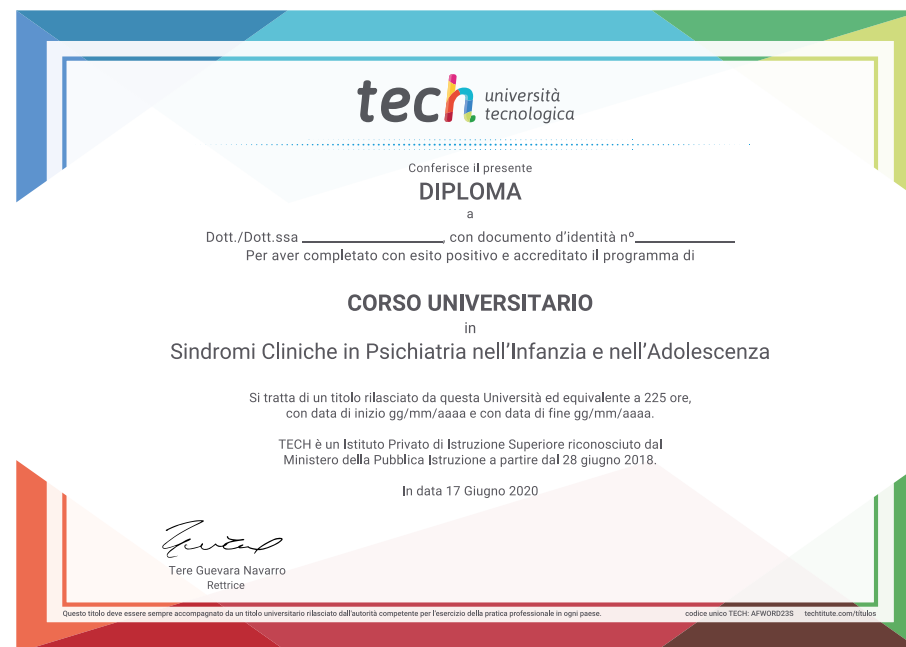 tech università
tecnologica
Conferisce il presente
DIPLOMA
a
Dott./Dott.ssa ________________, con documento d'identità nº____________
Per aver completato con esito positivo e accreditato il programma di
CORSO UNIVERSITARIO
in
Sindromi Cliniche in Psichiatria nell'Infanzia e nell'Adolescenza
Si tratta di un titolo rilasciato da questa Università ed equivalente a 225 ore,
con data di inizio gg/mm/aaaa e con data di fine gg/mm/aaaa.
TECH è un Istituto Privato di Istruzione Superiore riconosciuto dal
Ministero della Pubblica Istruzione a partire dal 28 giugno 2018.
In data 17 Giugno 2020
Tere Guevara Navarro
Rettrice
Questo titolo deve essere sempre accompagnato da un titolo universitario rilasciato dall'autorità competente per l'esercizio della pratica professionale in ogni paese. codice unico TECH: AFWORD23S techtitute.com/títulos